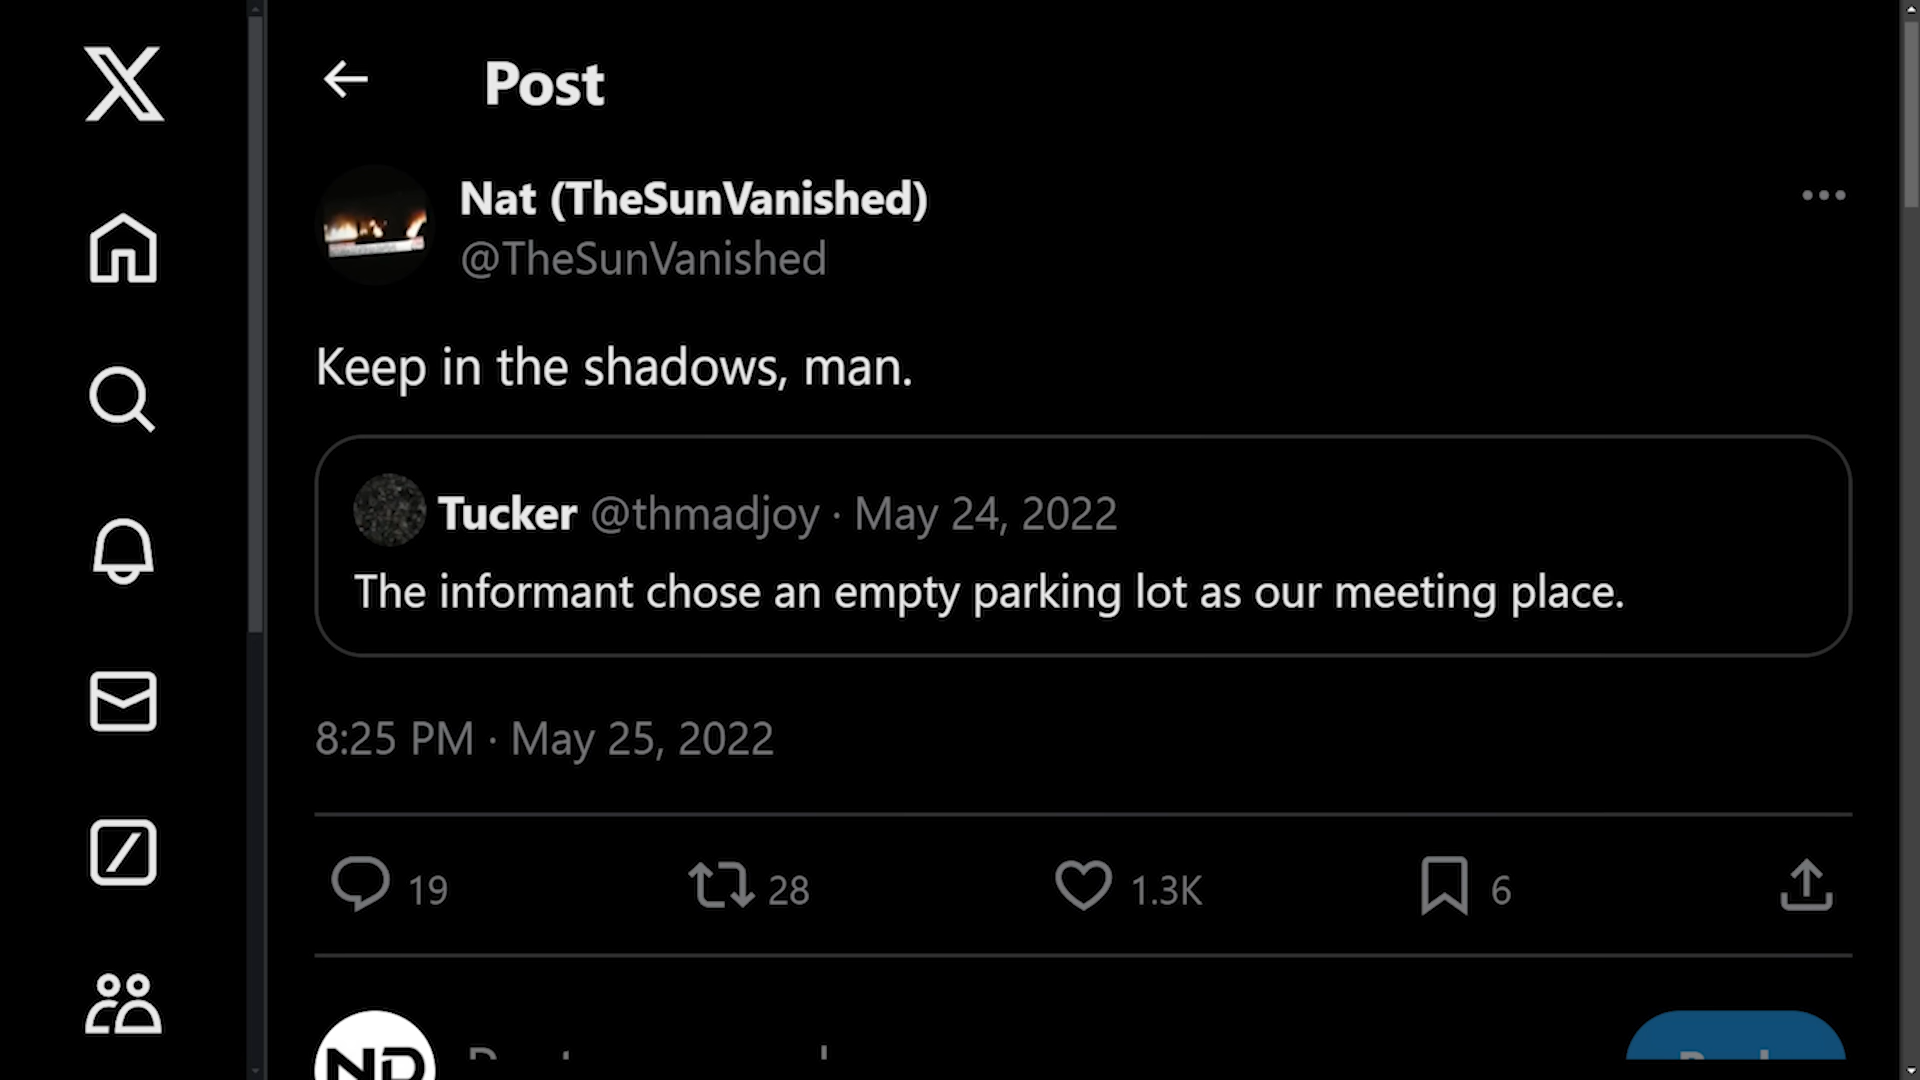 Post
Nat (TheSunVanished)
@TheSunVanished
Keep in the shadows, man.
Tucker @thmadjoy · May 24, 2022
The informant chose an empty parking lot as our meeting place.
8:25 PM · May 25, 2022
19 28 1.3K 6
ND